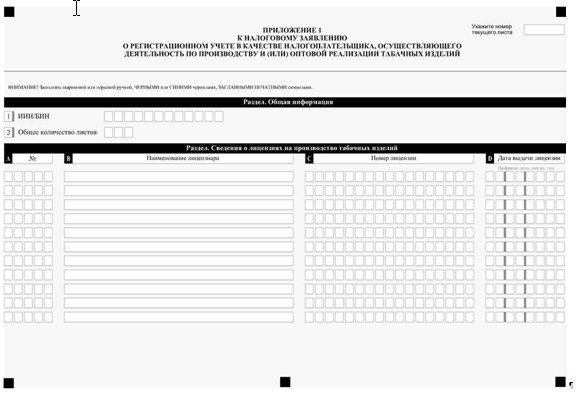 Укажите номер
текущего листа
ПРИЛОЖЕНИЕ 1
К НАЛОГОВОМУ ЗАЯВЛЕНИЮ
О РЕГИСТРАЦИОННОМ УЧЕТЕ В КАЧЕСТВЕ НАЛОГОПЛАТЕЛЬЩИКА, ОСУЩЕСТВЛЯЮЩЕГО
ДЕЯТЕЛЬНОСТЬ ПО ПРОИЗВОДСТВУ И (ИЛИ) ОПТОВОЙ РЕАЛИЗАЦИИ ТАБАЧНЫХ ИЗДЕЛИЙ
ВНИМАНИЕ! Заполнять шариковой или перьевой ручкой, ЧЕРНЫМИ или СИНИМИ чернилами, ЗАГЛАВНЫМИ ПЕЧАТНЫМИ символами.
Раздел. Общая информация
1 ИИН/БИН
2 Общее количество листов
Раздел. Сведения о лицензиях на производство табачных изделий
A № B Наименование лицензиара C Номер лицензии D Дата выдачи лицензии
Цифрами день, месяц, год